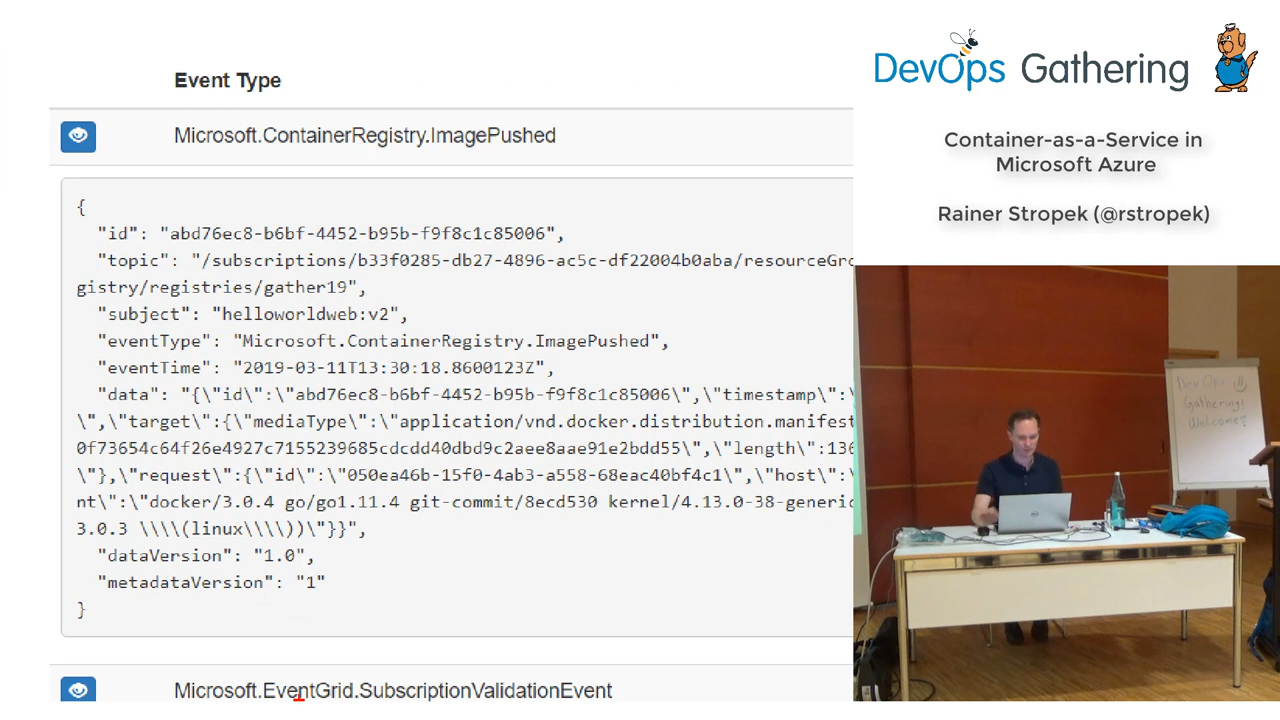 Event Type
Microsoft.ContainerRegistry.ImagePushed
{
"id": "abd76ec8-b6bf-4452-b95b-f9f8c1c85006",
"topic": "/subscriptions/b33f0285-db27-4896-ac5c-df22004b0aba/resourceGro
gistry/registries/gather19",
"subject": "helloworldweb:v2",
"eventType": "Microsoft.ContainerRegistry.ImagePushed",
"eventTime": "2019-03-11T13:30:18.8600123Z",
"data": "{\"id\":\"abd76ec8-b6bf-4452-b95b-f9f8c1c85006\",\"timestamp\":\
\",\"target\":{\"mediaType\":\"application/vnd.docker.distribution.manifest
0f73654c64f26e4927c7155239685cdcdd40dbd9c2aee8aae91e2bdd55\",\"length\":136
\"},\"request\":{\"id\":\"050ea46b-15f0-4ab3-a558-68eac40bf4c1\",\"host\":\
nt\":\"docker/3.0.4 go/go1.11.4 git-commit/8ecd530 kernel/4.13.0-38-generic
3.0.3 \\\\(linux\\\\))\"}}",
"dataVersion": "1.0",
"metadataVersion": "1"
}
Microsoft.EventGrid.SubscriptionValidationEvent
DevOps Gathering
Container-as-a-Service in
Microsoft Azure
Rainer Stropek (@rstropek)
DevOps
Gathering!
Welcome